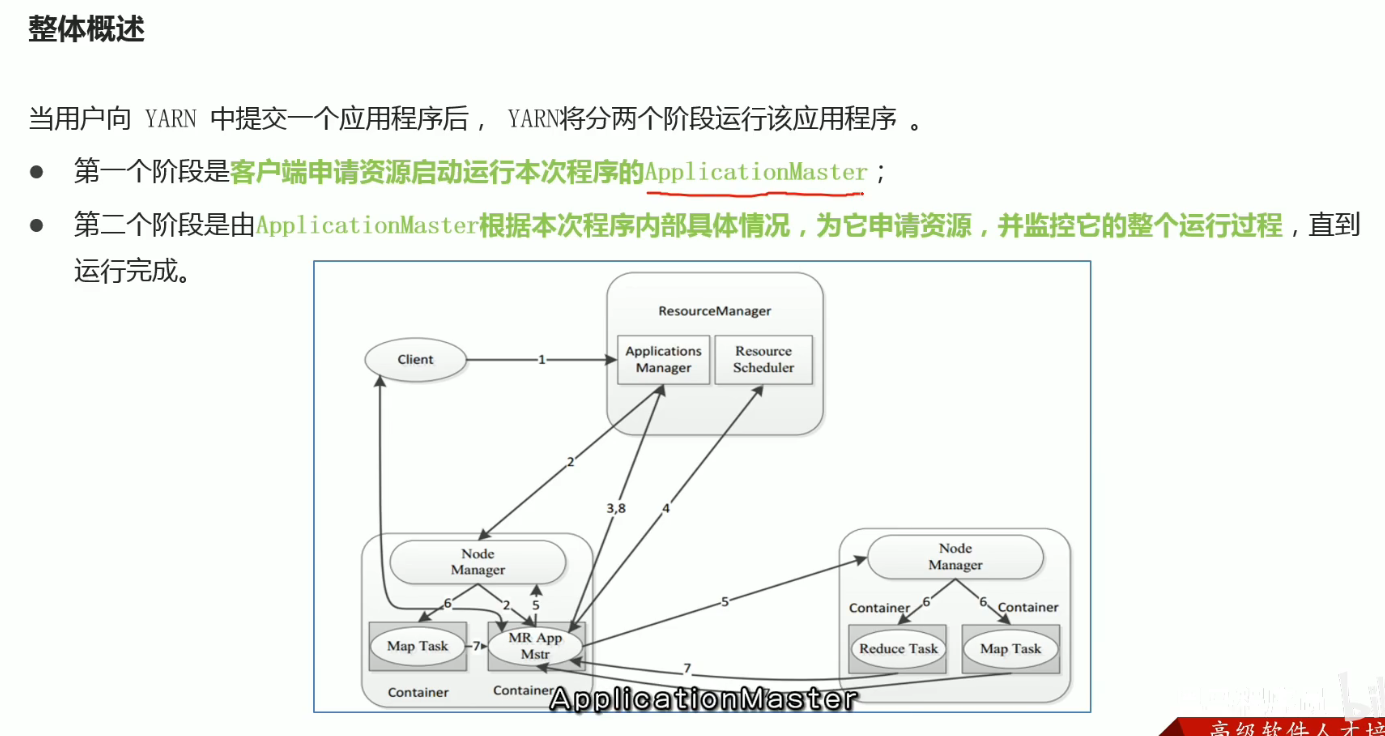 整体概述
当用户向 YARN 中提交一个应用程序后， YARN将分两个阶段运行该应用程序 。
● 第一个阶段是客户端申请资源启动运行本次程序的ApplicationMaster；
● 第二个阶段是由ApplicationMaster根据本次程序内部具体情况，为它申请资源，并监控它的整个运行过程，直到
运行完成。
ResourceManager
Client
1
Applications
Manager
Resource
Scheduler
2
3,8
4
Node
Manager
6
2
5
Map Task
7
MR App
Mstr
Container
Container
5
Node
Manager
Container
6
6
Container
Reduce Task
Map Task
7
ApplicationMaster
bili
高级软件人才培